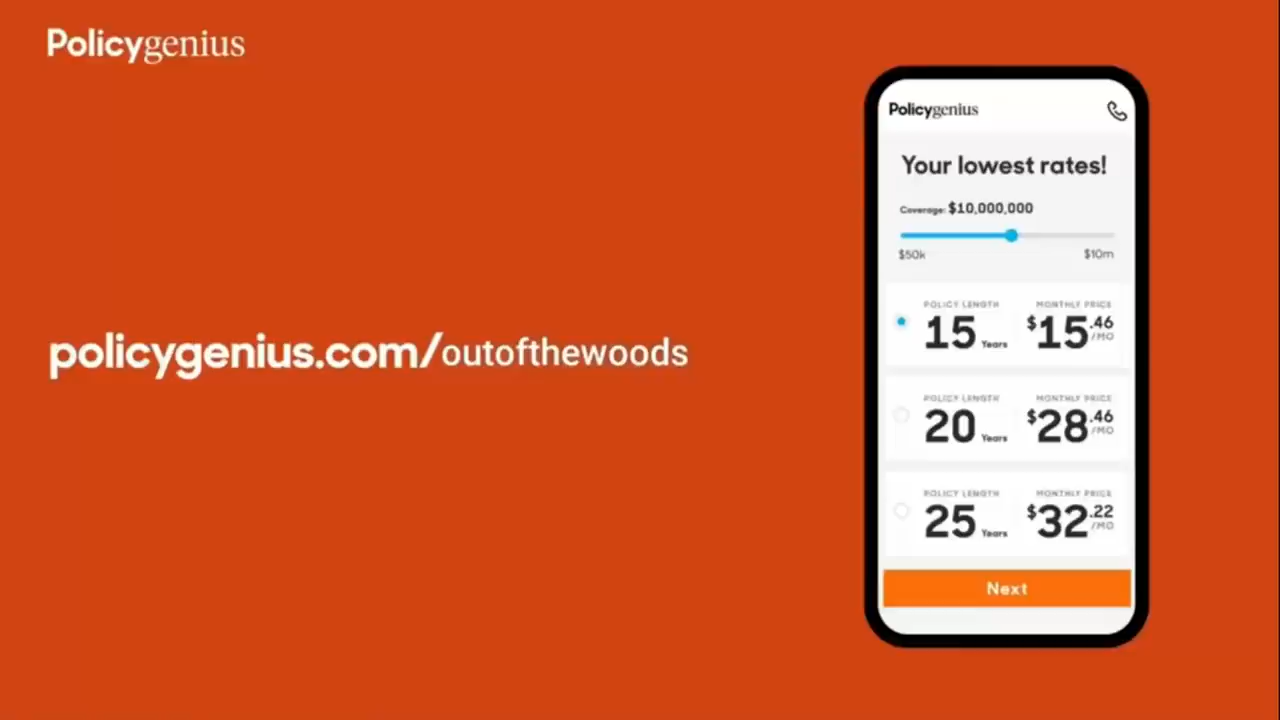 Policygenius
policygenius.com/outofthewoods
Policygenius
Your lowest rates!
Coverage: $10,000,000
$50k $10m
POLICY LENGTH MONTHLY PRICE
15 Years $15.46 /MO
POLICY LENGTH MONTHLY PRICE
20 Years $28.46 /MO
POLICY LENGTH MONTHLY PRICE
25 Years $32.22 /MO
Next